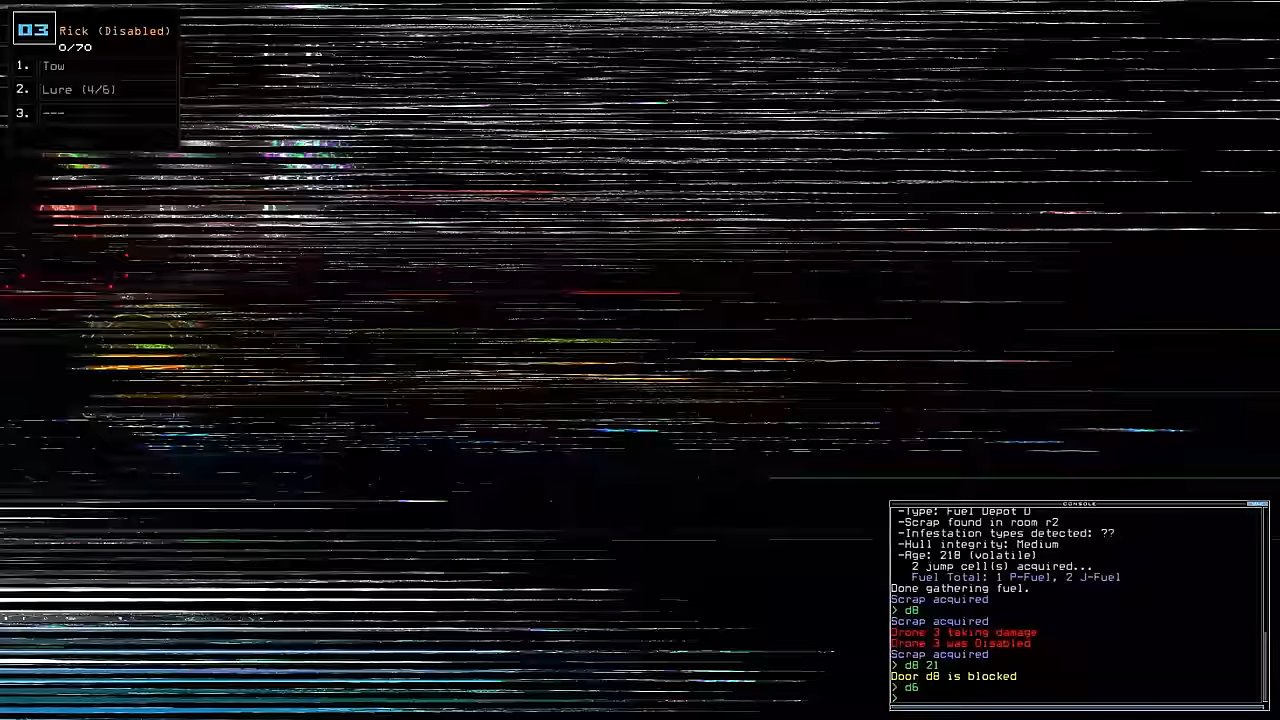 03 Rick (Disabled)
0/70
1. Tow
2. Lure (4/6)
3. ---
CONSOLE
-Type: Fuel Depot D
-Scrap found in room r2
-Infestation types detected: ??
-Hull integrity: Medium
-Age: 218 (volatile)
2 jump cell(s) acquired...
Fuel Total: 1 P-Fuel, 2 J-Fuel
Done gathering fuel.
Scrap acquired
> d8
Scrap acquired
Drone 3 taking damage
Drone 3 was Disabled
Scrap acquired
> d8 21
Door d8 is blocked
> d6
>